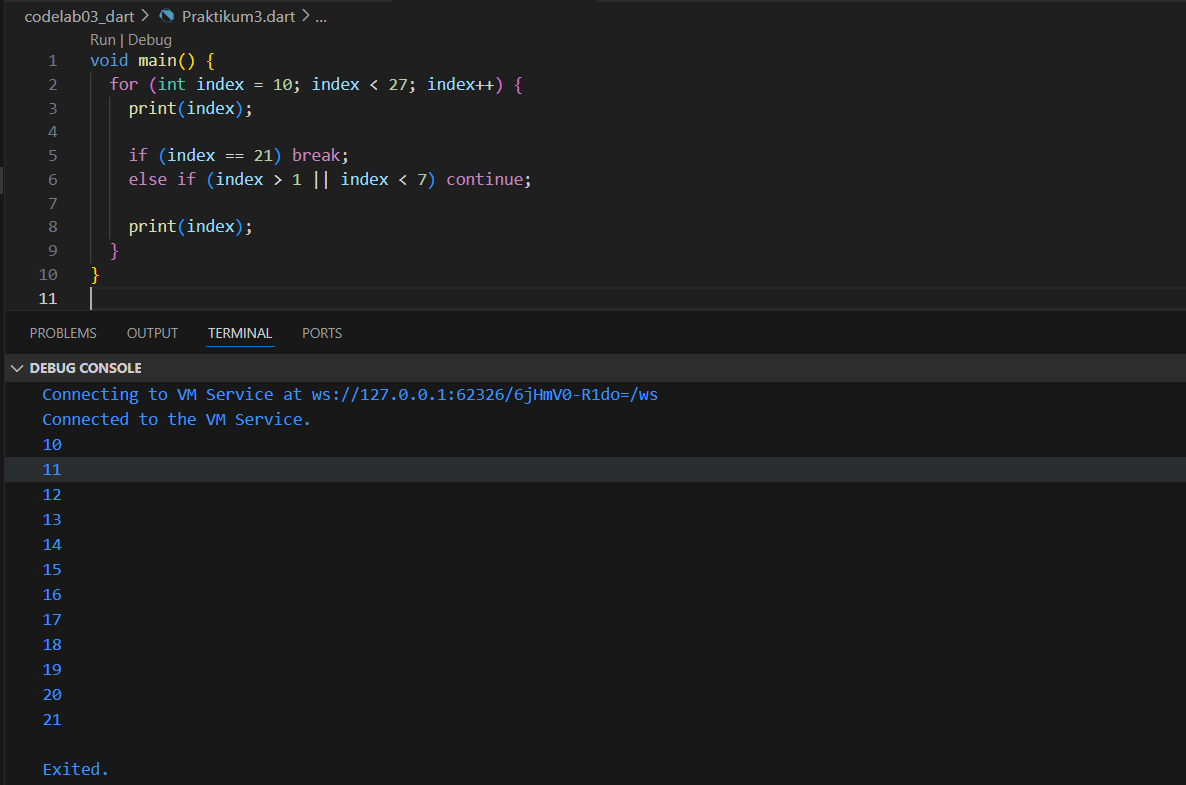 codelab03_dart > Praktikum3.dart > ...
Run | Debug
1 void main() {
2 for (int index = 10; index < 27; index++) {
3 print(index);
4
5 if (index == 21) break;
6 else if (index > 1 || index < 7) continue;
7
8 print(index);
9 }
10 }
11
PROBLEMS OUTPUT TERMINAL PORTS
DEBUG CONSOLE
Connecting to VM Service at ws://127.0.0.1:62326/6jHmV0-R1do=/ws
Connected to the VM Service.
10
11
12
13
14
15
16
17
18
19
20
21
Exited.